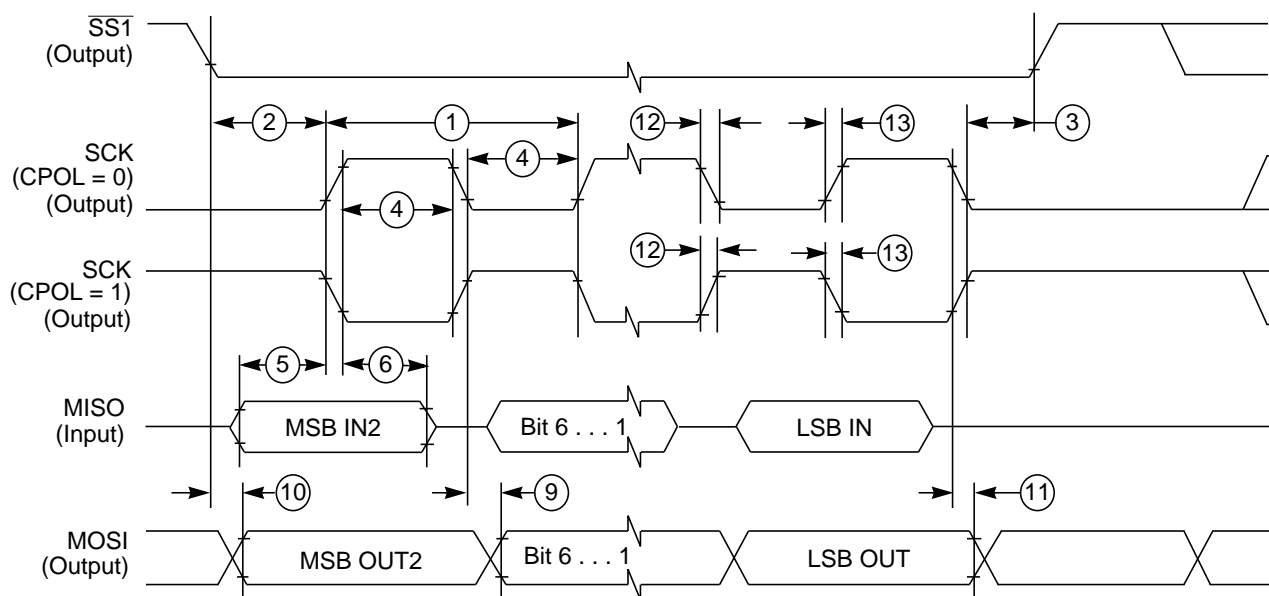 SS1
(Output)
2
1
12
13
3
SCK
(CPOL = 0)
(Output)
4
4
SCK
(CPOL = 1)
(Output)
12
13
5
6
MISO
(Input)
MSB IN2
Bit 6 . . . 1
LSB IN
10
9
11
MOSI
(Output)
MSB OUT2
Bit 6 . . . 1
LSB OUT